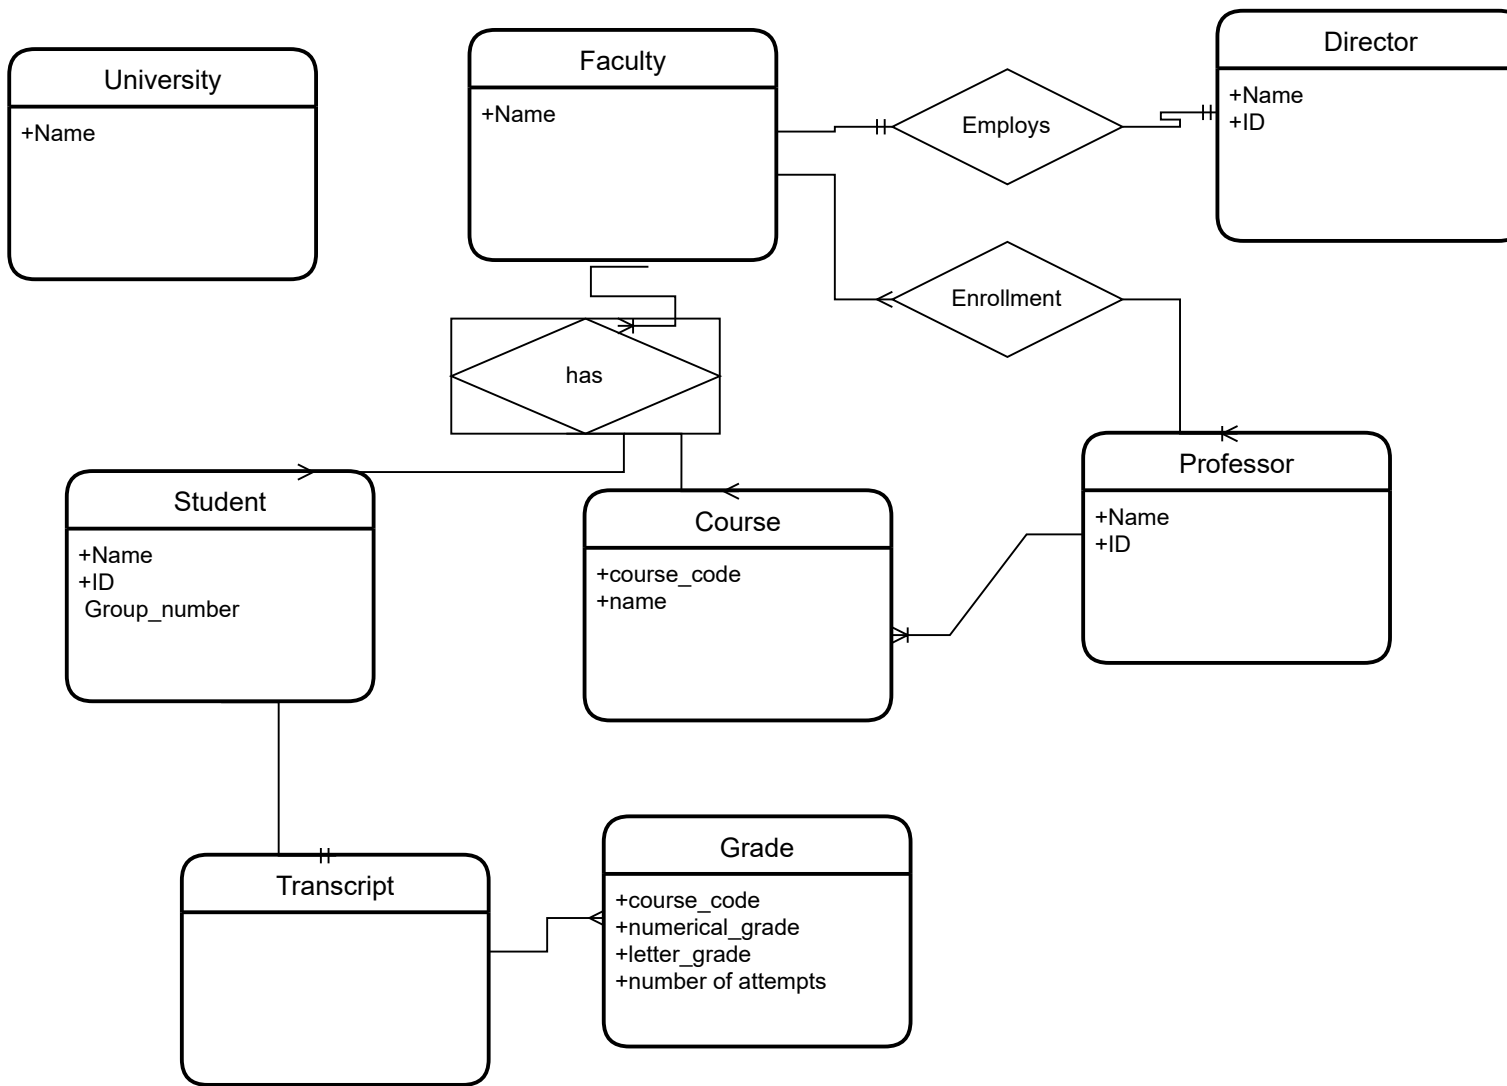 University
+Name
Faculty
+Name
Director
+Name
+ID
Employs
Enrollment
has
Student
+Name
+ID
Group_number
Course
+course_code
+name
Professor
+Name
+ID
Transcript
Grade
+course_code
+numerical_grade
+letter_grade
+number of attempts